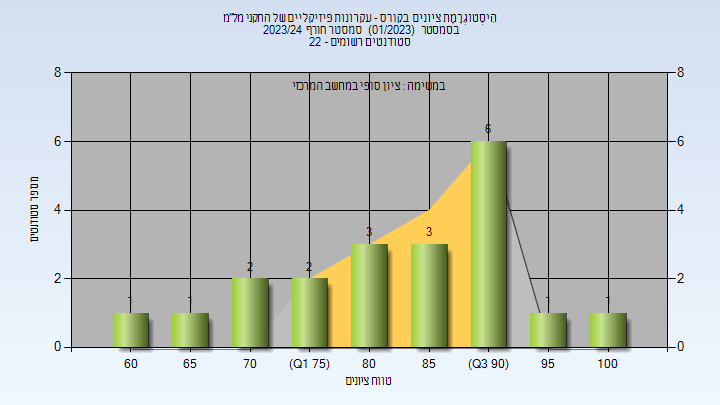 היסטוגרמת ציונים בקורס - עקרונות פיזיקליים של התקני מל"מ
בסמסטר (01/2023) סמסטר חורף 2023/24
סטודנטים רשומים - 22
במשימה : ציון סופי במחשב המרכזי
8 8
6 6
4 4
2 2
0 0
מספר סטודנטים
1 1 2 2 3 3 6 1 1
60 65 70 (Q1 75) 80 85 (Q3 90) 95 100
טווח ציונים